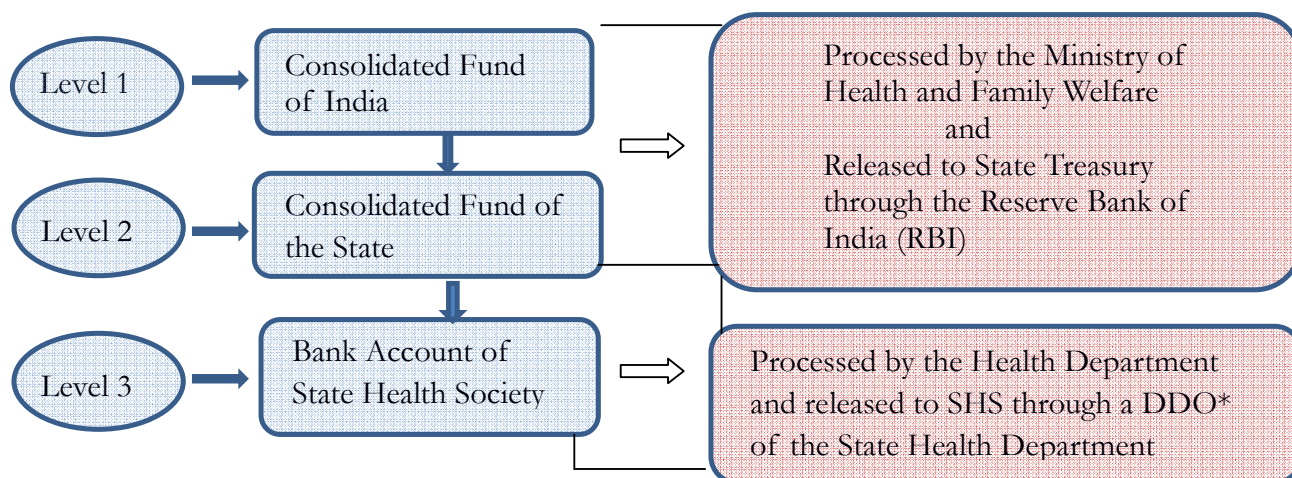 Level 1
Consolidated Fund
of India
Processed by the Ministry of
Health and Family Welfare
and
Released to State Treasury
through the Reserve Bank of
India (RBI)
Level 2
Consolidated Fund of
the State
Level 3
Bank Account of
State Health Society
Processed by the Health Department
and released to SHS through a DDO*
of the State Health Department